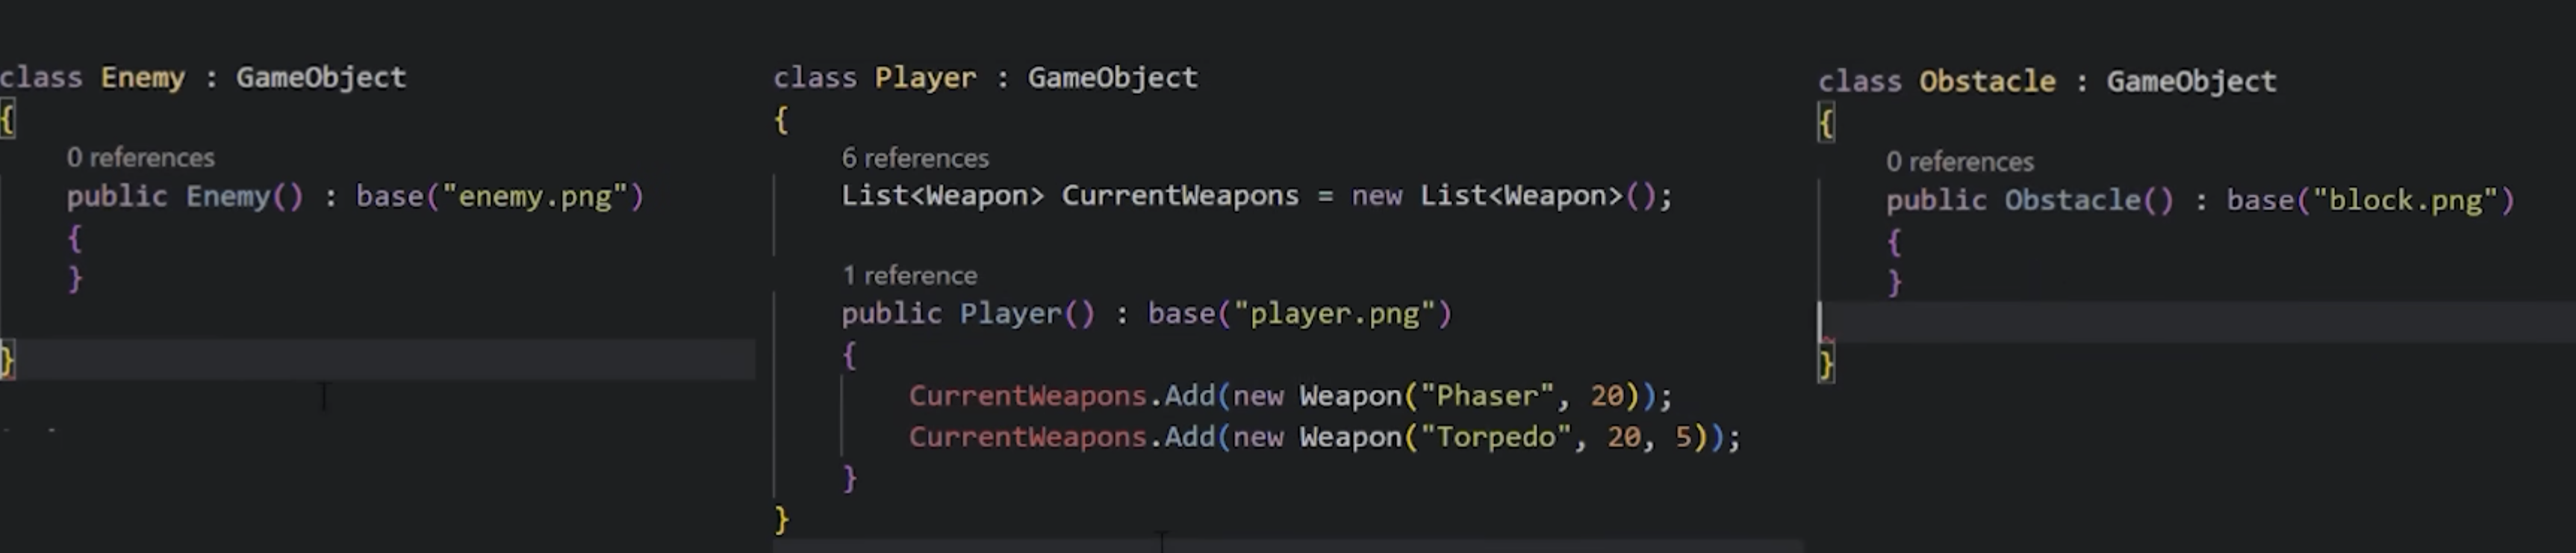 class Enemy : GameObject
{
0 references
public Enemy() : base("enemy.png")
{
}
}
class Player : GameObject
{
6 references
List<Weapon> CurrentWeapons = new List<Weapon>();
1 reference
public Player() : base("player.png")
{
CurrentWeapons.Add(new Weapon("Phaser", 20));
CurrentWeapons.Add(new Weapon("Torpedo", 20, 5));
}
}
class Obstacle : GameObject
{
0 references
public Obstacle() : base("block.png")
{
}
}